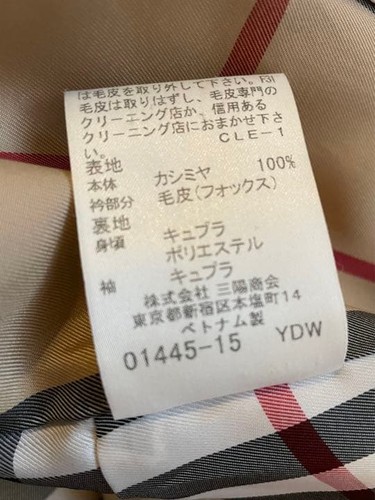 は毛皮を取り外して下さい。F31
毛皮は取りはずし、毛皮専門の
クリーニング店か、信用ある
クリーニング店におまかせ下さ
い。 CLE-1
表地
本体 カシミヤ 100%
衿部分 毛皮(フォックス)
裏地
身頃 キュプラ
ポリエステル
袖 キュプラ
株式会社 三陽商会
東京都新宿区本塩町14
ベトナム製
01445-15 YDW